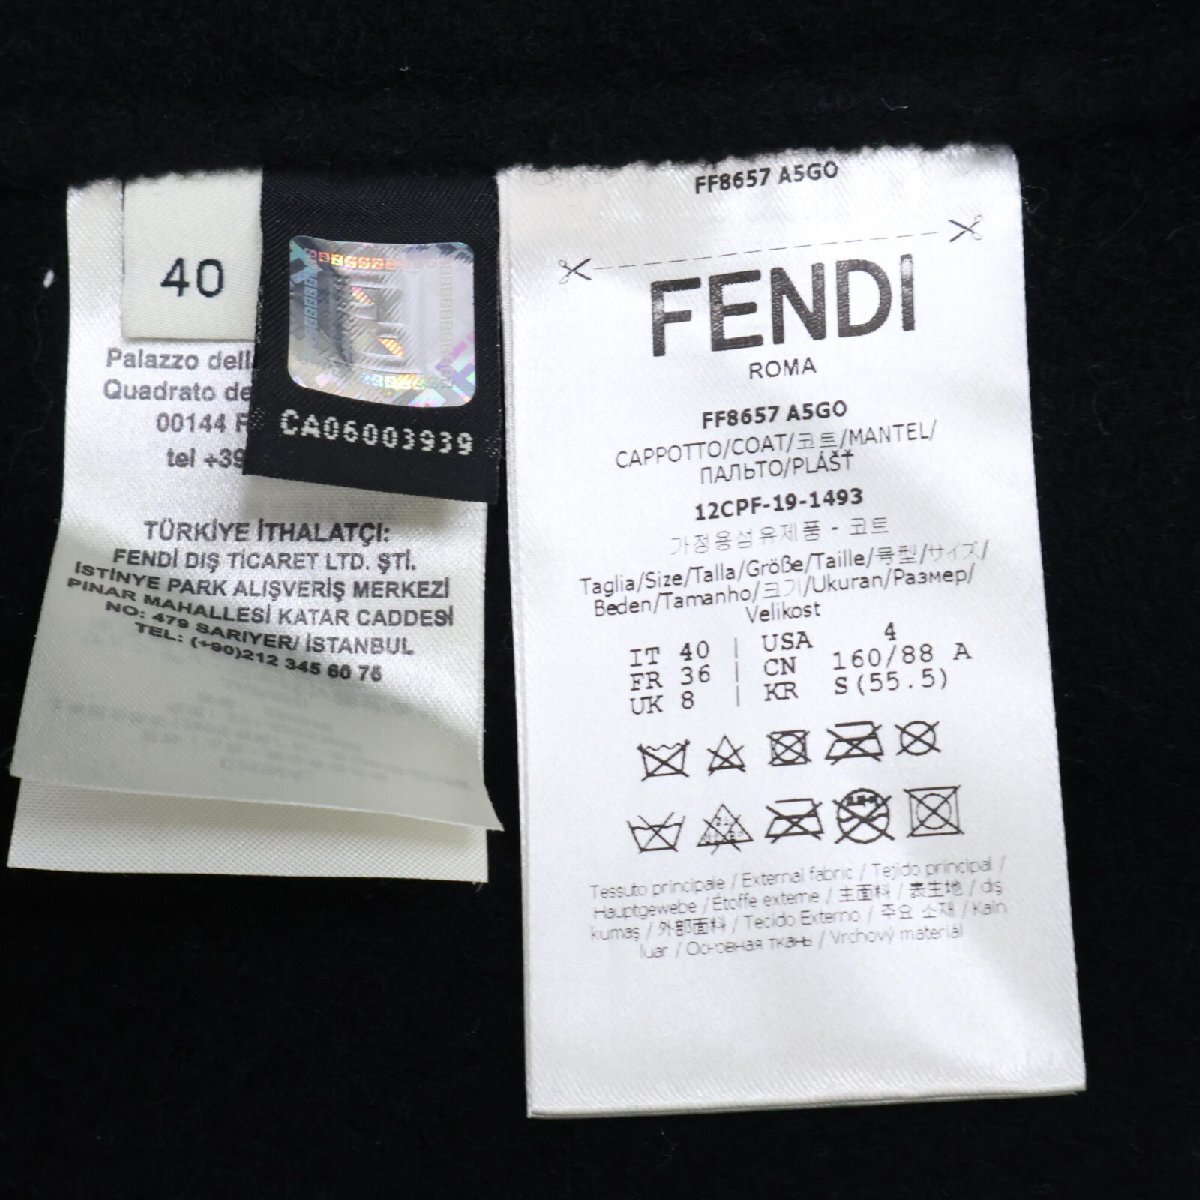 40
Palazzo dell
Quadrato de
00144
tel +39
CA06003939
TÜRKİYE İTHALATÇI:
FENDİ DIŞ TİCARET LTD. ŞTİ.
İSTİNYE PARK ALIŞVERİŞ MERKEZİ
PINAR MAHALLESİ KATAR CADDESİ
NO: 479 SARIYER/ İSTANBUL
TEL: (+90)212 345 60 75
FF8657 A5GO
FENDI
ROMA
FF8657 A5GO
CAPPOTTO/COAT/코트/MANTEL/
ПАЛЬТО/PLÁŠŤ
12CPF-19-1493
가정용섬유제품 - 코트
Taglia/Size/Talla/Größe/Taille/号型/サイズ/
Beden/Tamanho/크기/Ukuran/Размер/
Velikost
IT 40 | USA 4
FR 36 | CN 160/88 A
UK 8 | KR S(55.5)
Tessuto principale / External fabric / Tejido principal /
Hauptgewebe / Étoffe externe / 主面料 / 表生地 / dış
kumaş / 外部面料 / Tecido Externo / 주요 소재 / Kain
luar / ткань / Vrchový material